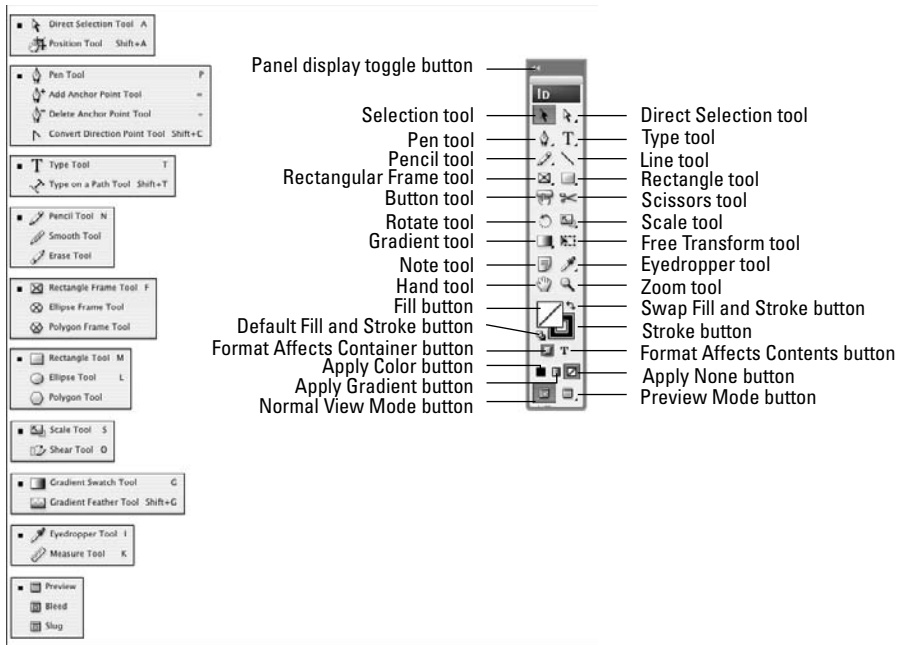 Direct Selection Tool A
Position Tool Shift+A
Pen Tool P
Add Anchor Point Tool =
Delete Anchor Point Tool -
Convert Direction Point Tool Shift+C
Type Tool T
Type on a Path Tool Shift+T
Pencil Tool N
Smooth Tool
Erase Tool
Rectangle Frame Tool F
Ellipse Frame Tool
Polygon Frame Tool
Rectangle Tool M
Ellipse Tool L
Polygon Tool
Scale Tool S
Shear Tool O
Gradient Swatch Tool G
Gradient Feather Tool Shift+G
Eyedropper Tool I
Measure Tool K
Preview
Bleed
Slug
Panel display toggle button
Selection tool
Pen tool
Pencil tool
Rectangular Frame tool
Button tool
Rotate tool
Gradient tool
Note tool
Hand tool
Fill button
Default Fill and Stroke button
Format Affects Container button
Apply Color button
Apply Gradient button
Normal View Mode button
ID
Direct Selection tool
Type tool
Line tool
Rectangle tool
Scissors tool
Scale tool
Free Transform tool
Eyedropper tool
Zoom tool
Swap Fill and Stroke button
Stroke button
Format Affects Contents button
Apply None button
Preview Mode button